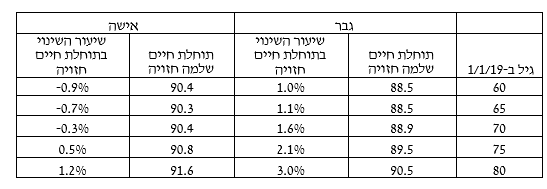 גבר אישה
גיל ב-1/1/19 תוחלת חיים שלמה חזויה שיעור השינוי בתוחלת חיים חזויה תוחלת חיים שלמה חזויה שיעור השינוי בתוחלת חיים חזויה
60 88.5 1.0% 90.4 -0.9%
65 88.5 1.1% 90.3 -0.7%
70 88.9 1.6% 90.4 -0.3%
75 89.5 2.1% 90.8 0.5%
80 90.5 3.0% 91.6 1.2%